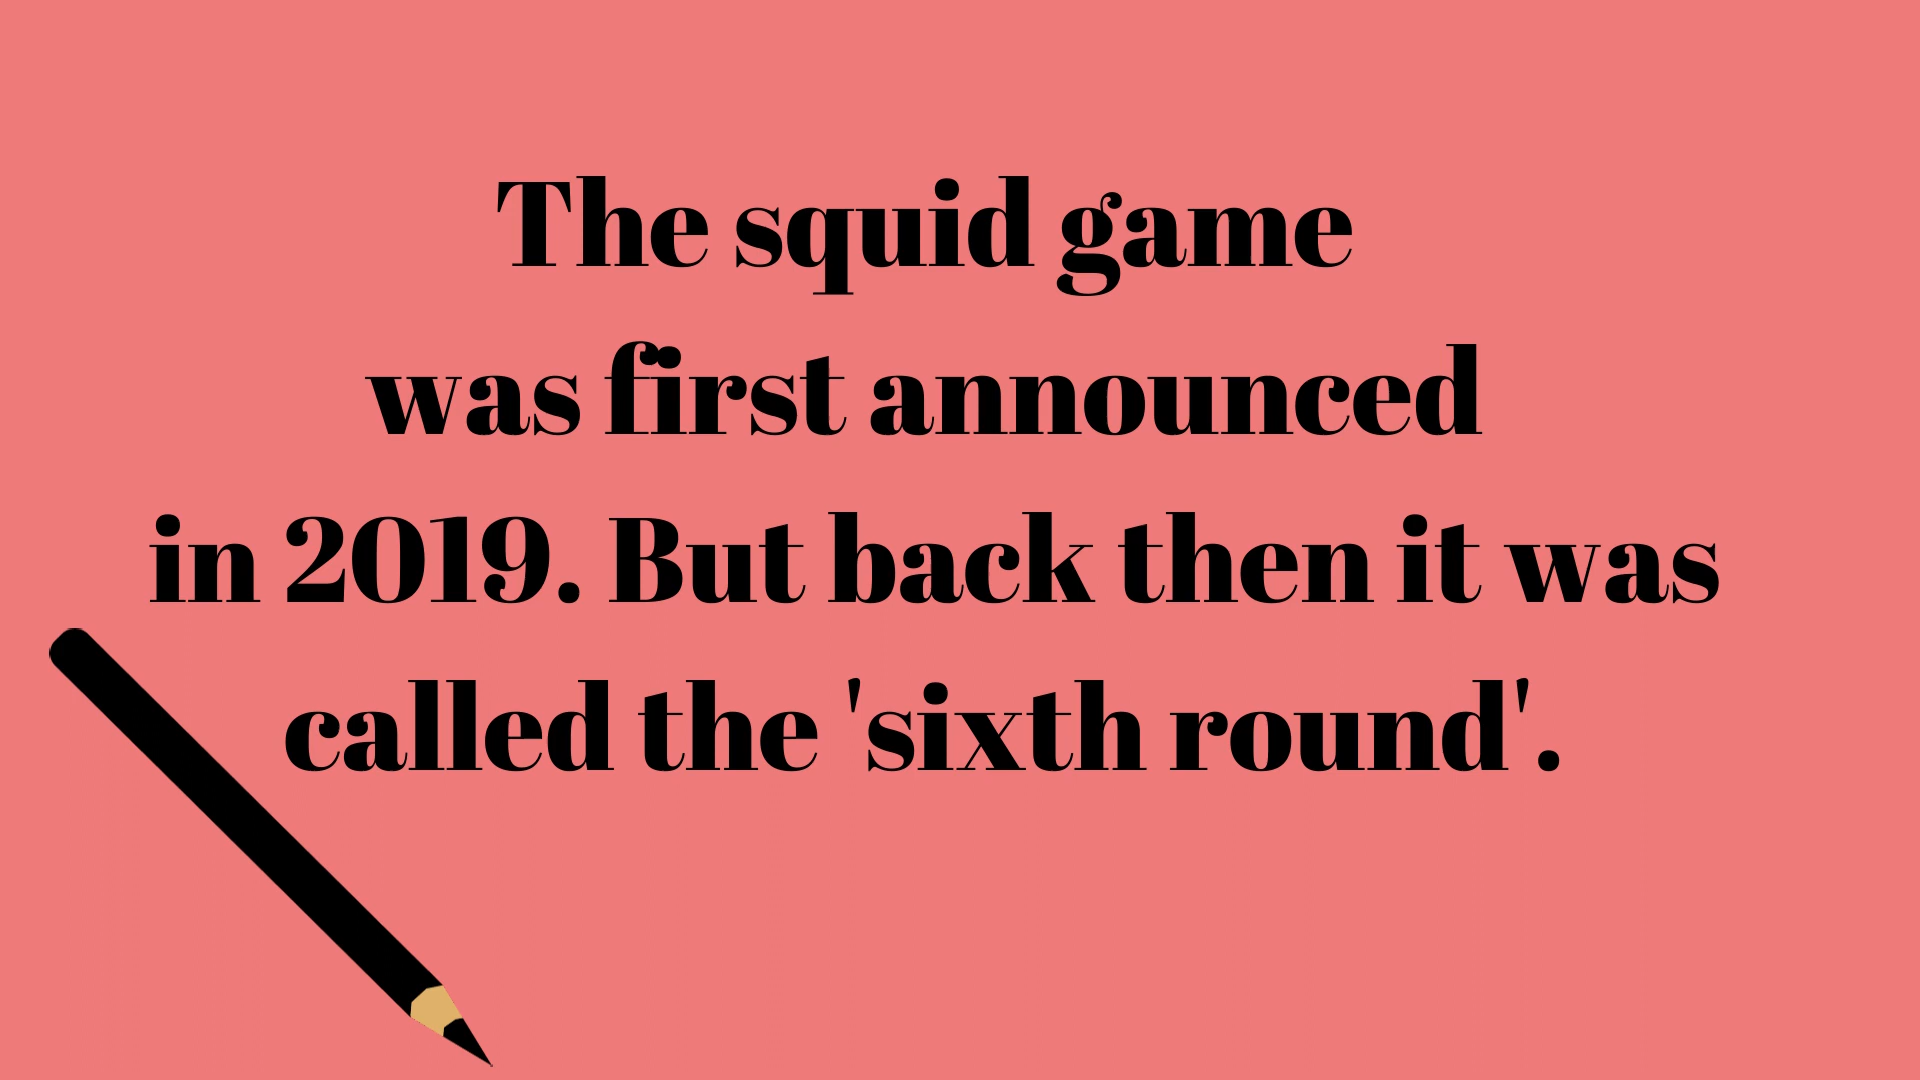 The squid game
was first announced
in 2019. But back then it was
called the 'sixth round'.